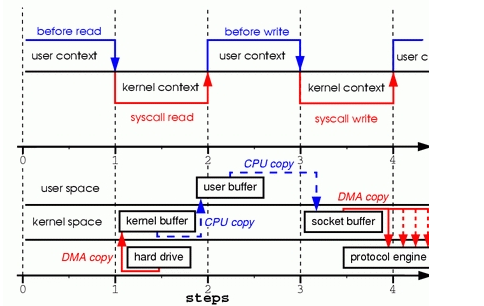 before read
before write
user context
user context
user c
kernel context
kernel context
syscall read
syscall write
0
1
2
3
4
CPU copy
user space
user buffer
DMA copy
kernel space
kernel buffer
CPU copy
socket buffer
DMA copy
hard drive
protocol engine
0
1
2
3
4
steps